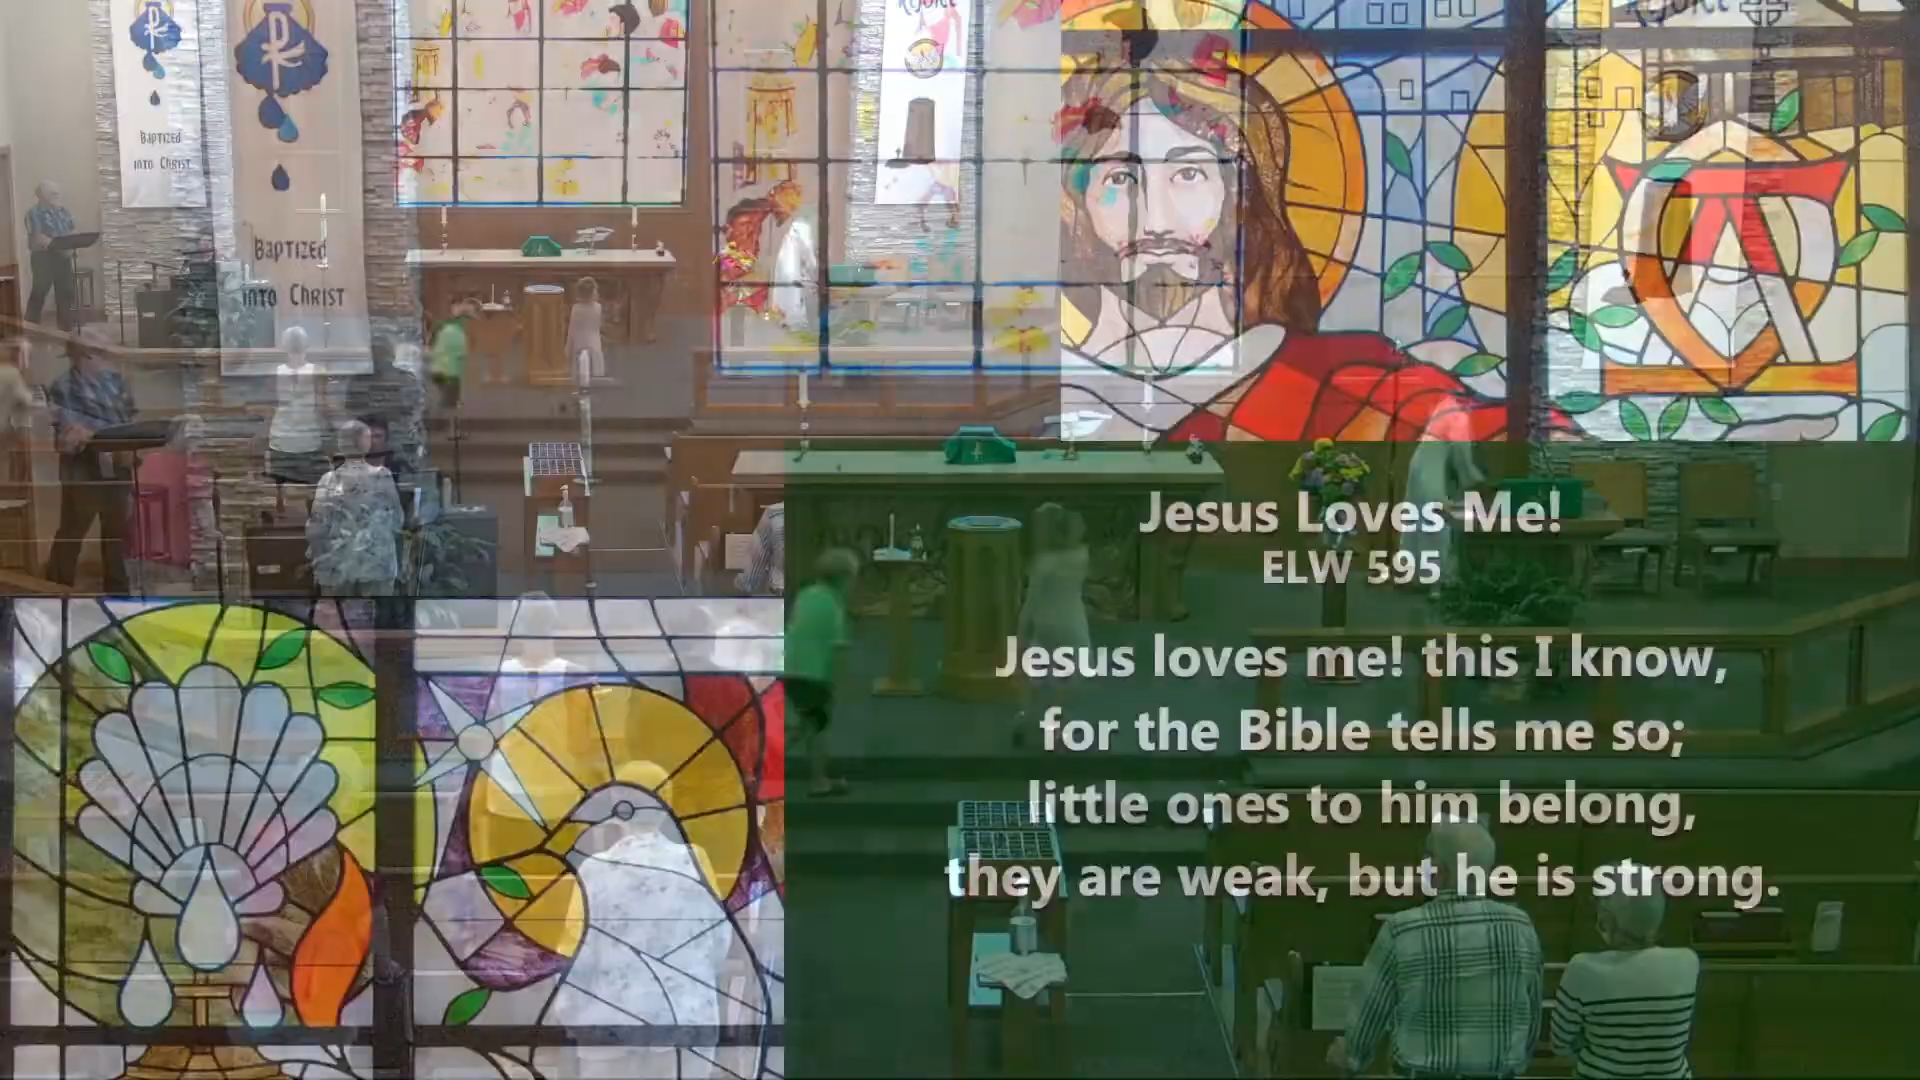 Baptized
into Christ
Baptized
into Christ
Jesus Loves Me!
ELW 595
Jesus loves me! this I know,
for the Bible tells me so;
little ones to him belong,
they are weak, but he is strong.